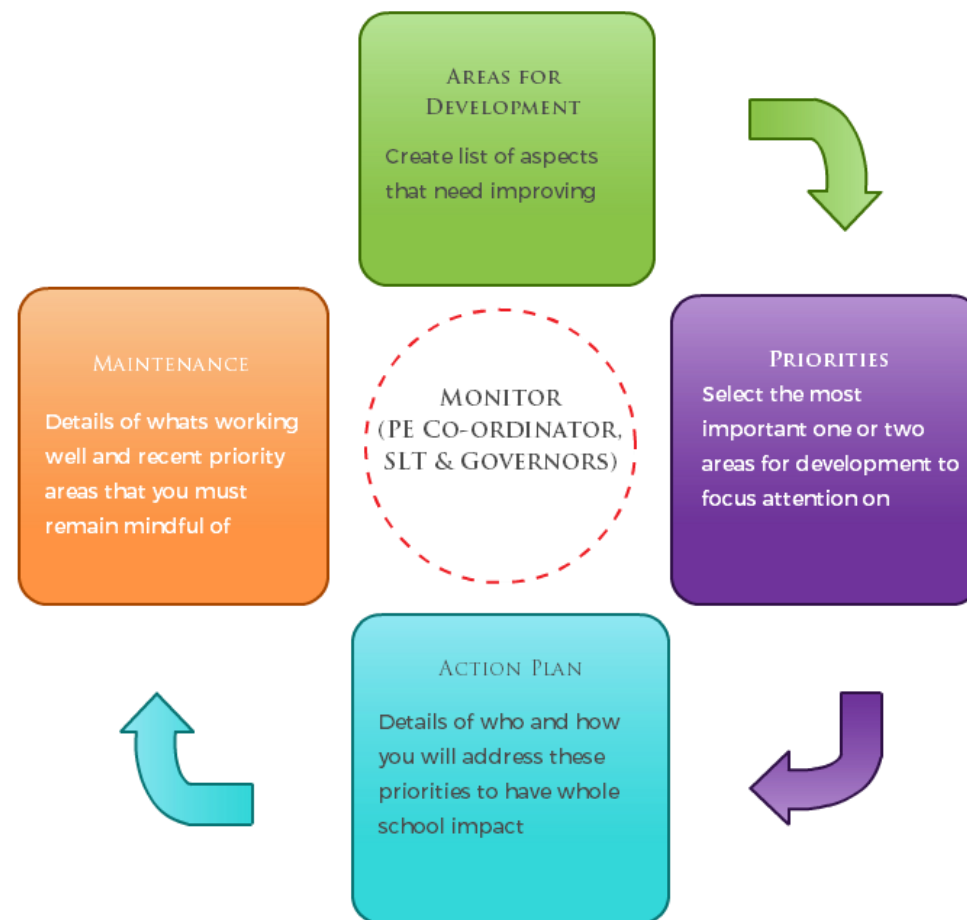 Areas for
Development
Create list of aspects
that need improving
Priorities
Select the most
important one or two
areas for development to
focus attention on
Action Plan
Details of who and how
you will address these
priorities to have whole
school impact
Maintenance
Details of whats working
well and recent priority
areas that you must
remain mindful of
Monitor
(PE Co-ordinator,
SLT & Governors)